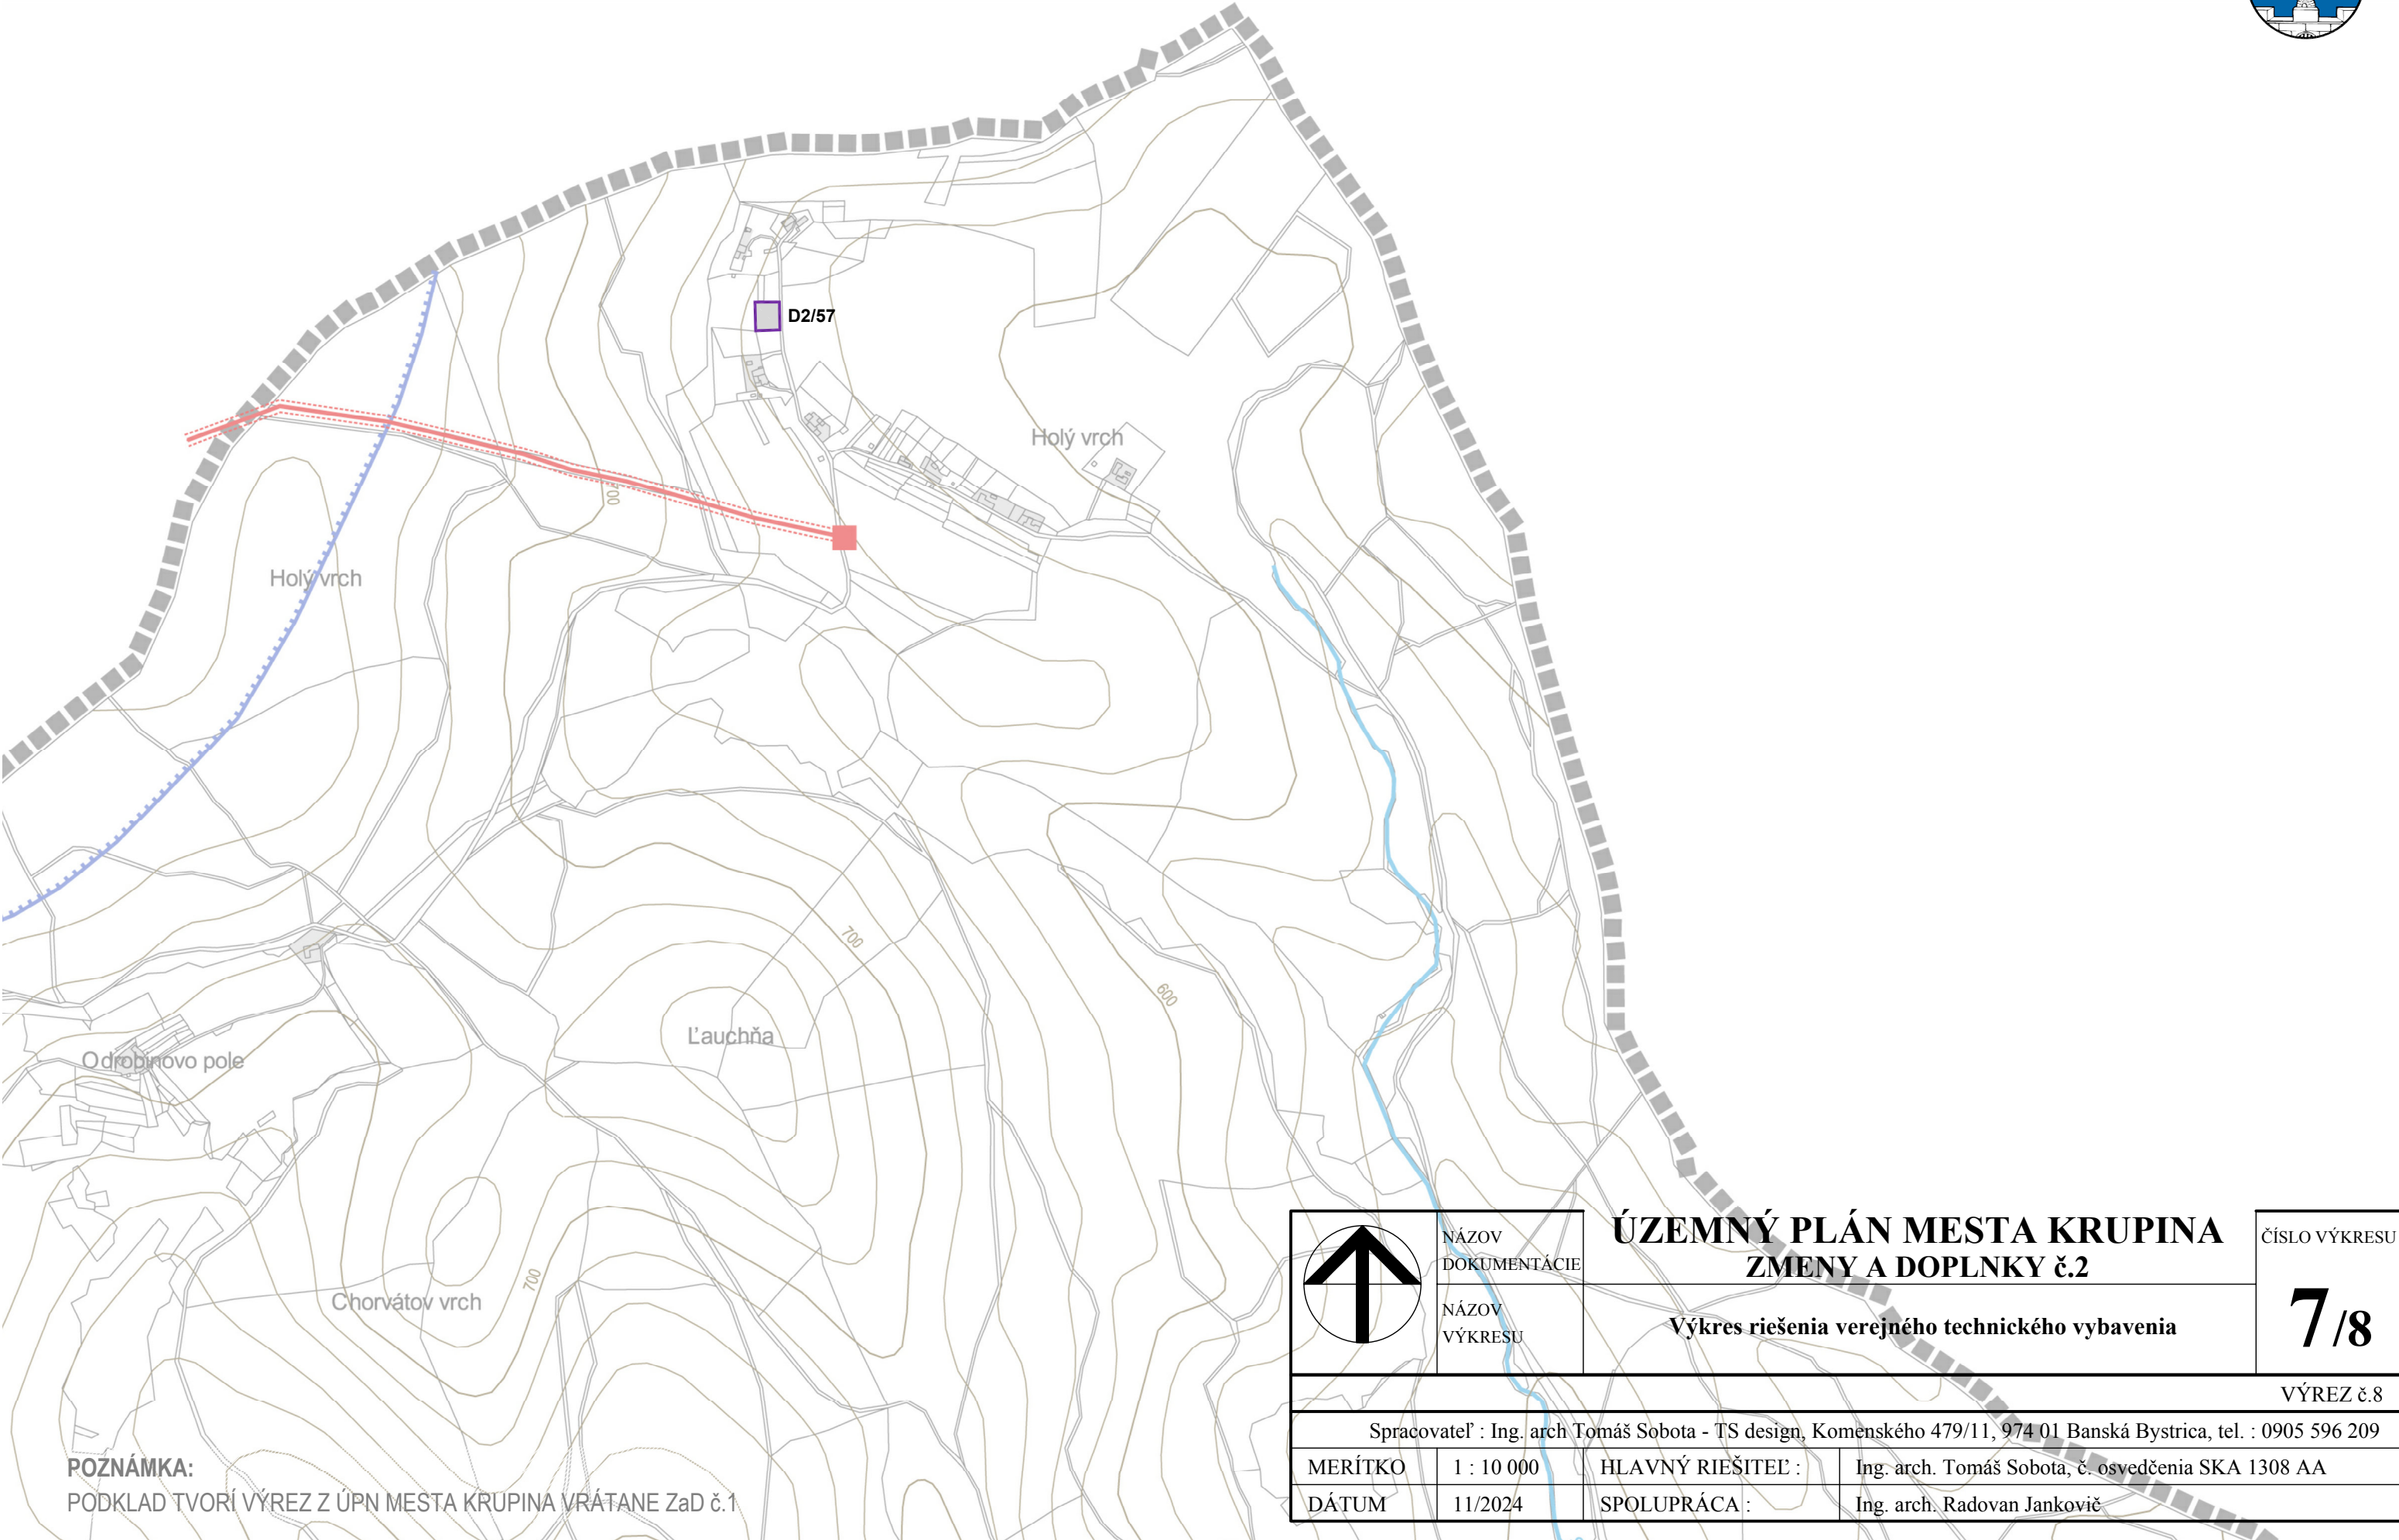 D2/57
Holý vrch
700
Holý vrch
700
600
Ľauchňa
Odrobinovo pole
Chorvátov vrch
700
POZNÁMKA:
PODKLAD TVORÍ VÝREZ Z ÚPN MESTA KRUPINA VRÁTANE ZaD č.1
NÁZOV
DOKUMENTÁCIE
ÚZEMNÝ PLÁN MESTA KRUPINA
ZMENY A DOPLNKY č.2
ČÍSLO VÝKRESU
NÁZOV
VÝKRESU
Výkres riešenia verejného technického vybavenia
7/8
VÝREZ č.8
Spracovateľ : Ing. arch Tomáš Sobota - TS design, Komenského 479/11, 974 01 Banská Bystrica, tel. : 0905 596 209
MERÍTKO 1 : 10 000 HLAVNÝ RIEŠITEĽ : Ing. arch. Tomáš Sobota, č. osvedčenia SKA 1308 AA
DÁTUM 11/2024 SPOLUPRÁCA : Ing. arch. Radovan Jankovič